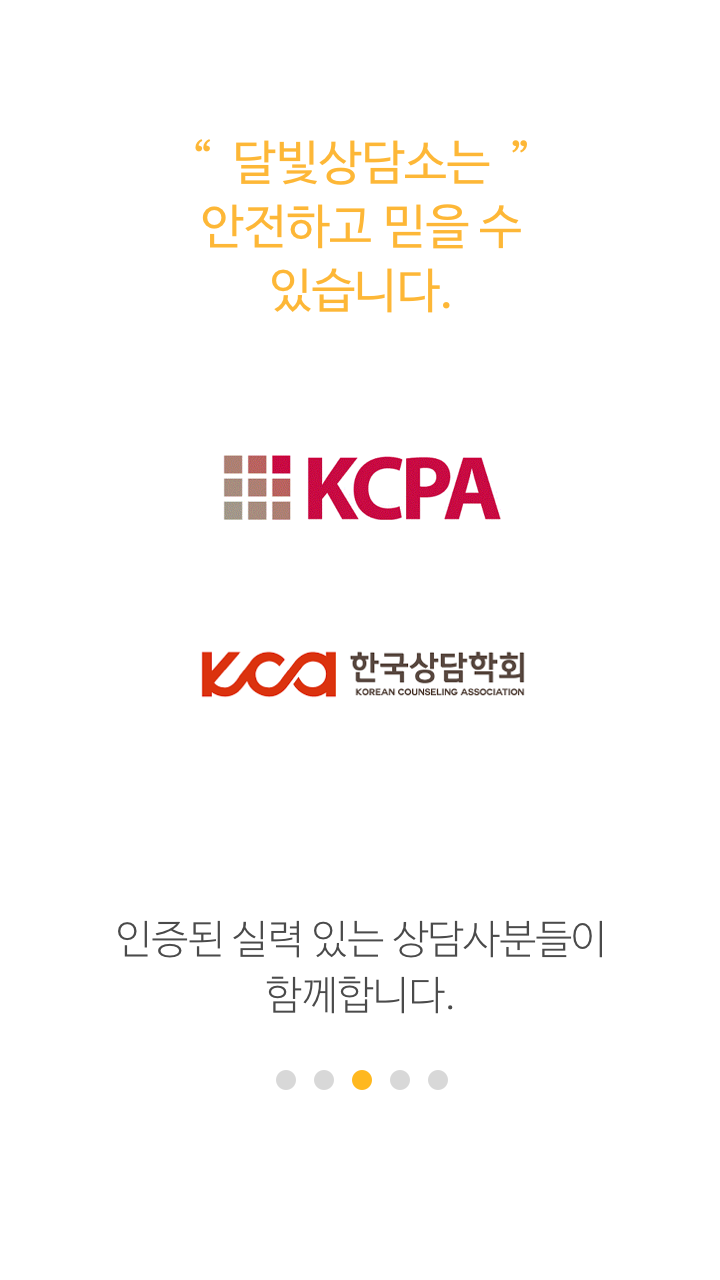 “ 달빛상담소는 ”
안전하고 믿을 수
있습니다.
KCPA
kca 한국상담학회
KOREAN COUNSELING ASSOCIATION
인증된 실력 있는 상담사분들이
함께합니다.